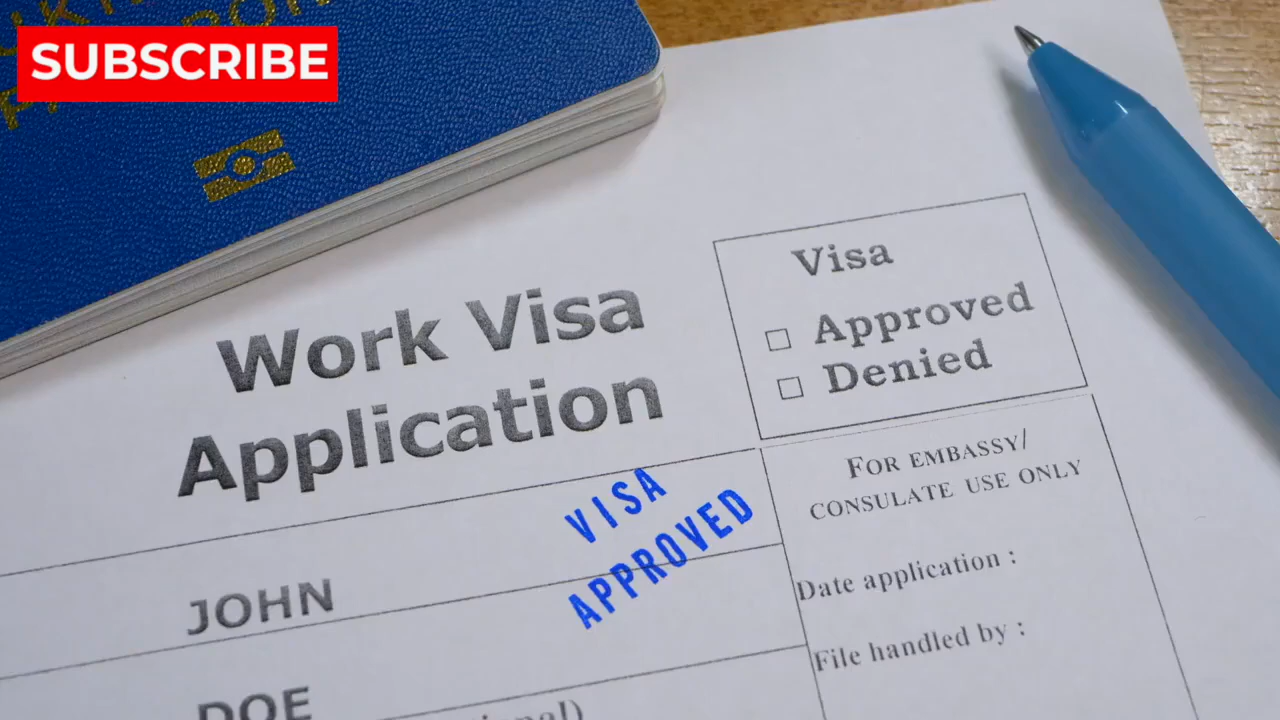 SUBSCRIBE
Work Visa
Application
Visa
☐ Approved
☐ Denied
FOR EMBASSY/
CONSULATE USE ONLY
VISA
APPROVED
Date application :
JOHN
File handled by :
DOE